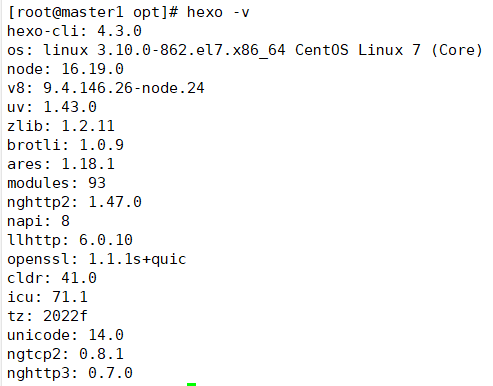 [root@master1 opt]# hexo -v
hexo-cli: 4.3.0
os: linux 3.10.0-862.el7.x86_64 CentOS Linux 7 (Core)
node: 16.19.0
v8: 9.4.146.26-node.24
uv: 1.43.0
zlib: 1.2.11
brotli: 1.0.9
ares: 1.18.1
modules: 93
nghttp2: 1.47.0
napi: 8
llhttp: 6.0.10
openssl: 1.1.1s+quic
cldr: 41.0
icu: 71.1
tz: 2022f
unicode: 14.0
ngtcp2: 0.8.1
nghttp3: 0.7.0